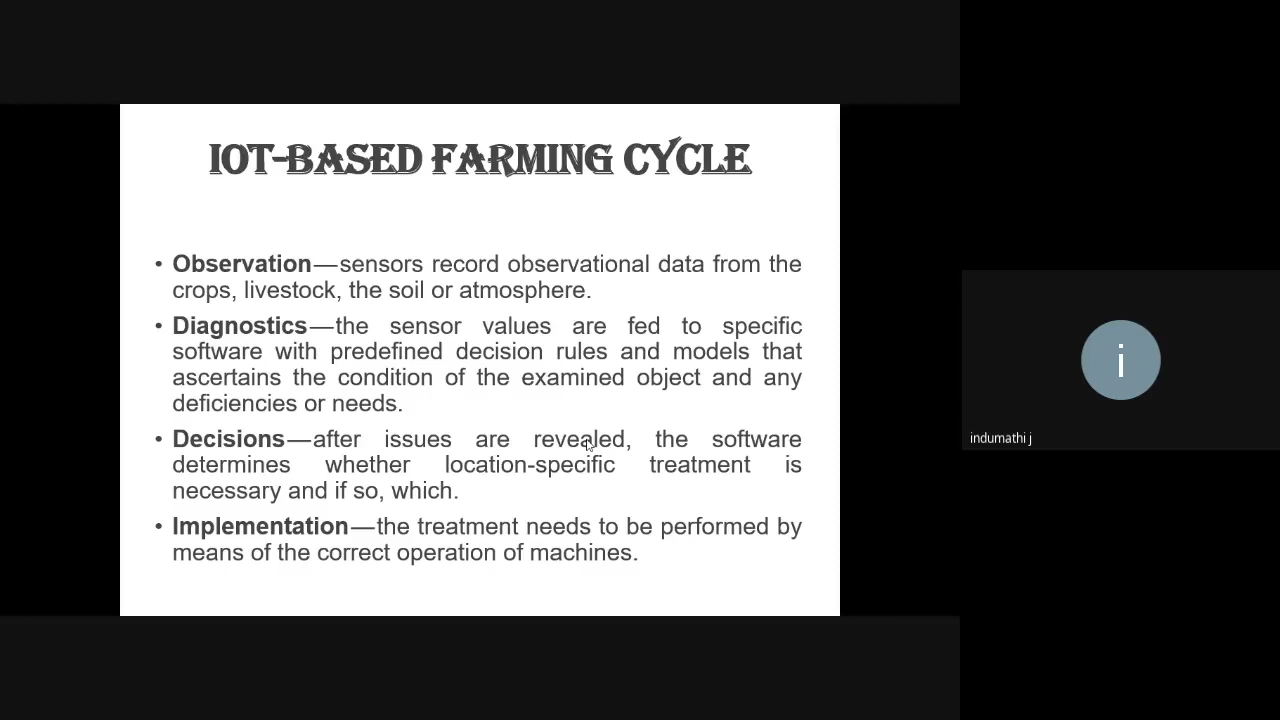 IOT-BASED FARMING CYCLE
• Observation—sensors record observational data from the
crops, livestock, the soil or atmosphere.
• Diagnostics—the sensor values are fed to specific
software with predefined decision rules and models that
ascertains the condition of the examined object and any
deficiencies or needs.
• Decisions—after issues are revealed, the software
determines whether location-specific treatment is
necessary and if so, which.
• Implementation—the treatment needs to be performed by
means of the correct operation of machines.
i
indumathi j